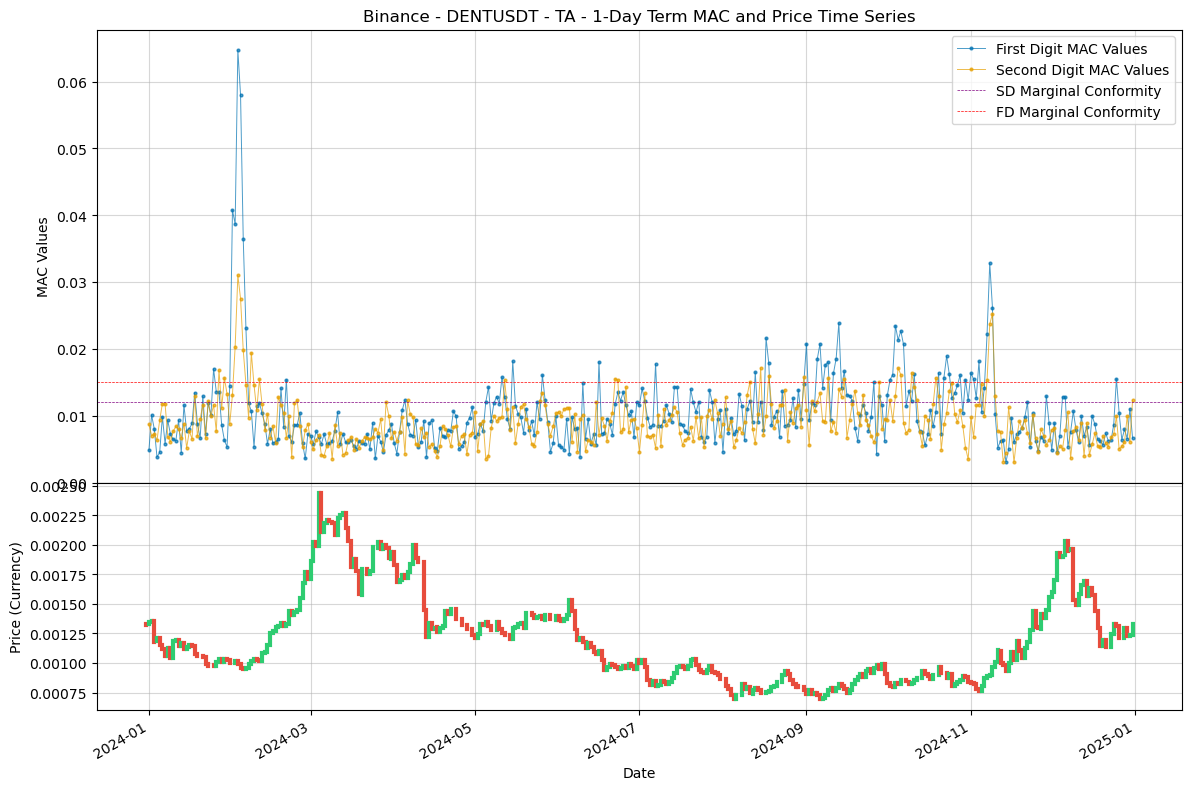 Binance - DENTUSDT - TA - 1-Day Term MAC and Price Time Series
First Digit MAC Values
Second Digit MAC Values
SD Marginal Conformity
FD Marginal Conformity
MAC Values
0.06
0.05
0.04
0.03
0.02
0.01
0.00
Price (Currency)
0.00250
0.00225
0.00200
0.00175
0.00150
0.00125
0.00100
0.00075
2024-01
2024-03
2024-05
2024-07
2024-09
2024-11
2025-01
Date